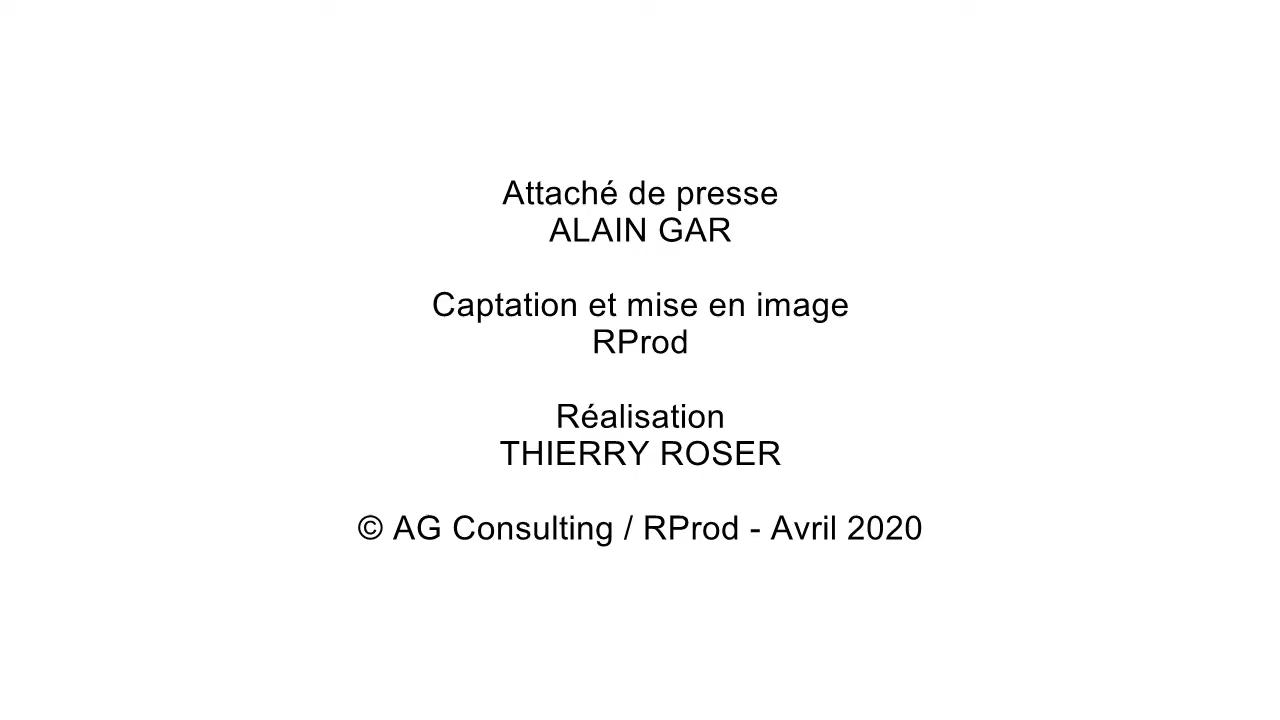 Attaché de presse
ALAIN GAR
Captation et mise en image
RProd
Réalisation
THIERRY ROSER
© AG Consulting / RProd - Avril 2020